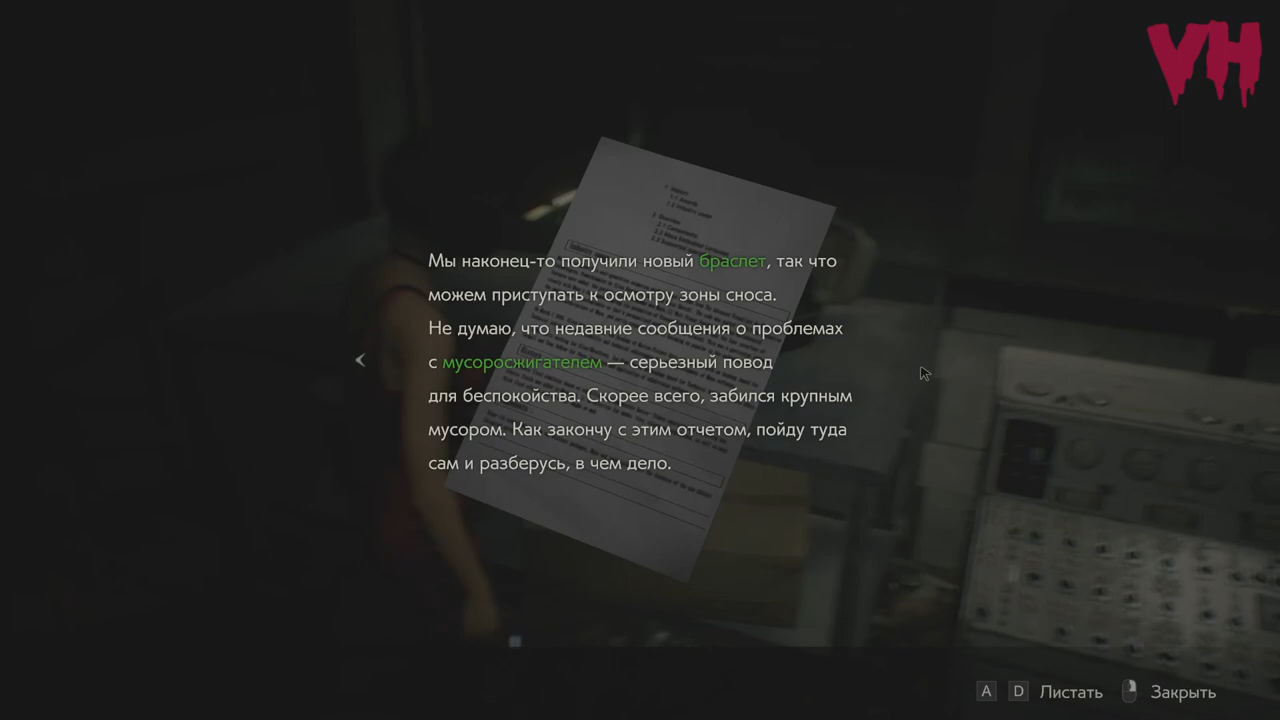 VH
Мы наконец-то получили новый браслет, так что
можем приступать к осмотру зоны сноса.
Не думаю, что недавние сообщения о проблемах
с мусоросжигателем — серьезный повод
для беспокойства. Скорее всего, забился крупным
мусором. Как закончу с этим отчетом, пойду туда
сам и разберусь, в чем дело.
A D Листать Закрыть